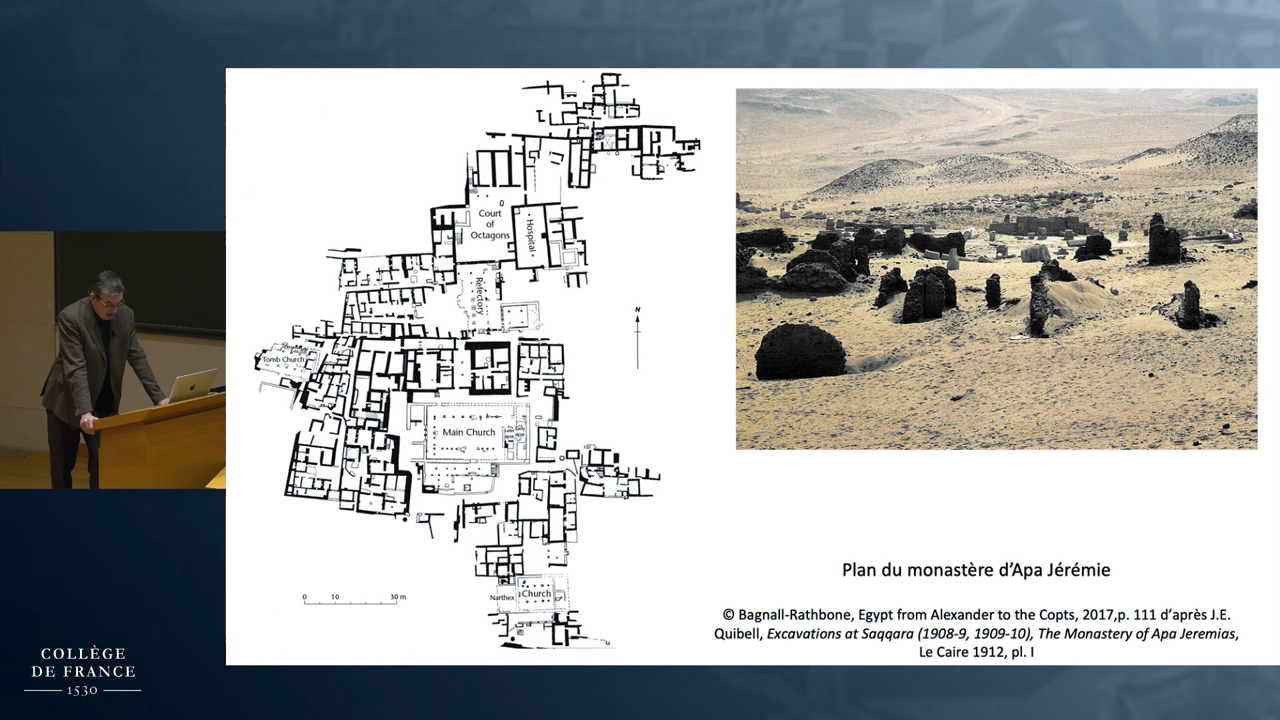 Court
of
Octagons
Hospital
Refectory
N
Tomb Church
Main Church
Narthex
Church
0 10 30 m
Plan du monastère d'Apa Jérémie
© Bagnall-Rathbone, Egypt from Alexander to the Copts, 2017,p. 111 d'après J.E.
Quibell, Excavations at Saqqara (1908-9, 1909-10), The Monastery of Apa Jeremias,
Le Caire 1912, pl. I
COLLÈGE
DE FRANCE
1530